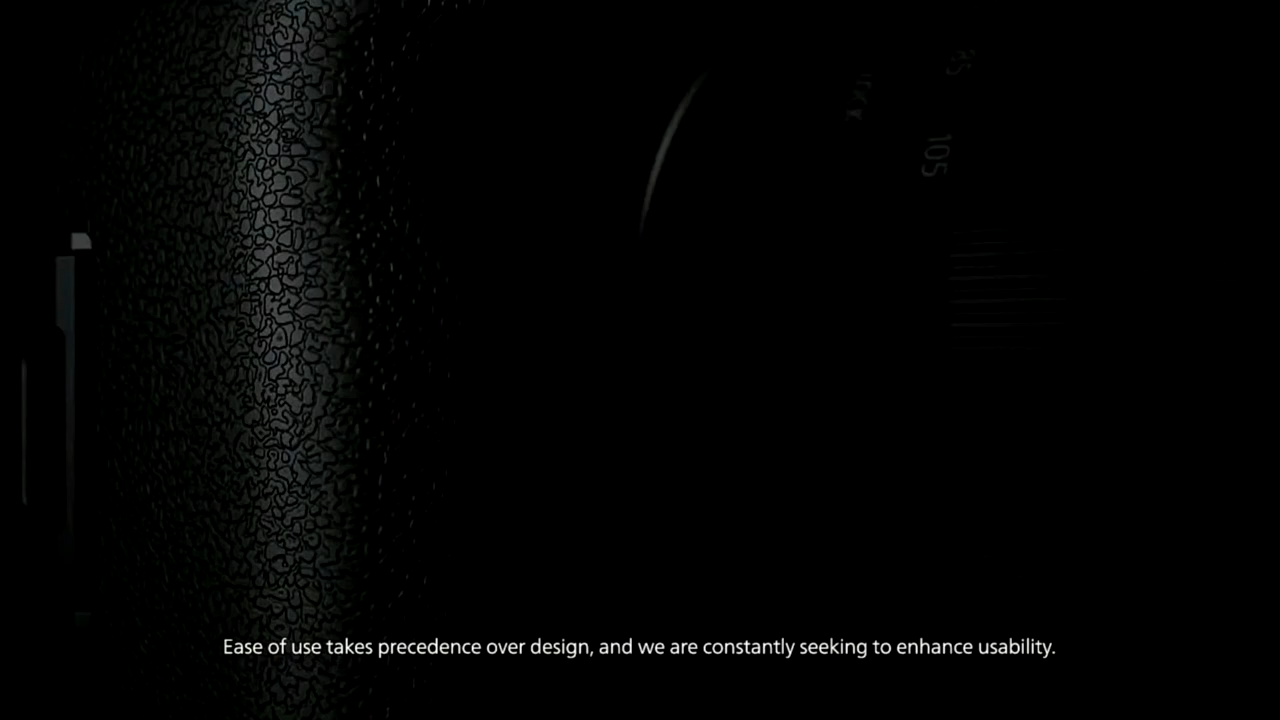 105
Ease of use takes precedence over design, and we are constantly seeking to enhance usability.